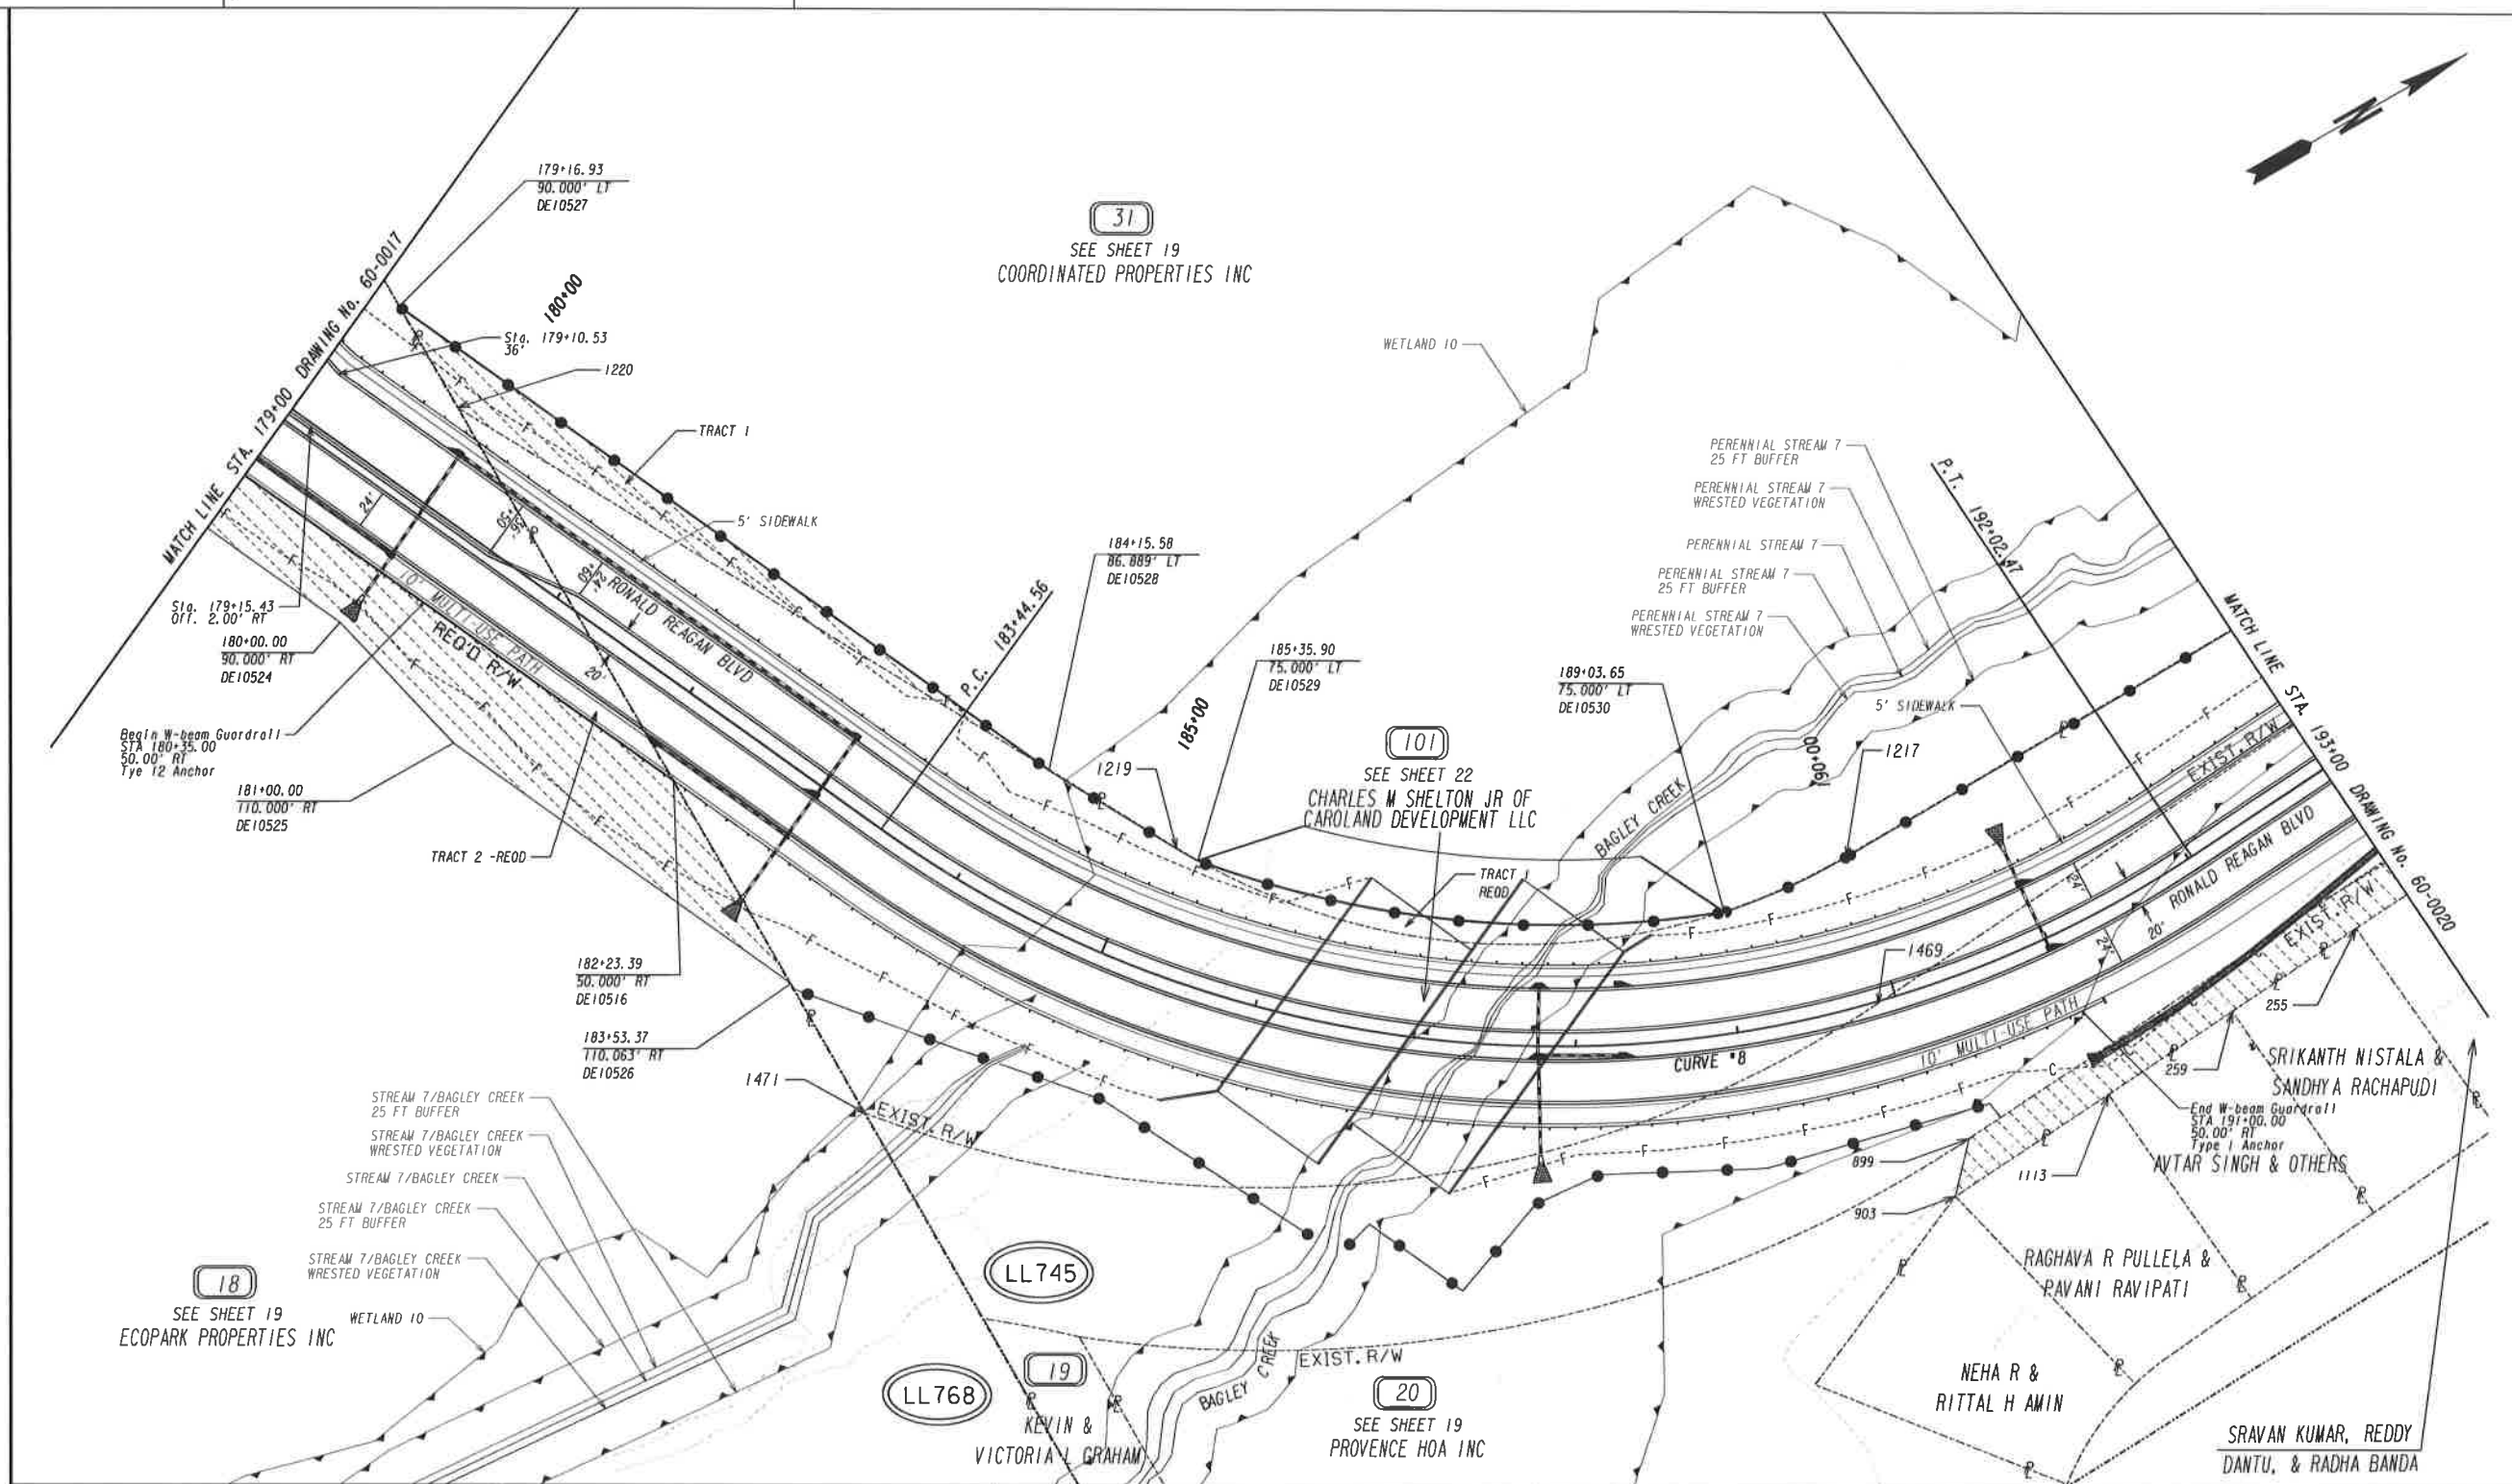 179+16.93
90.000' LT
DE10527
31
SEE SHEET 19
COORDINATED PROPERTIES INC
N
180+00
Sta. 179+10.53
36'
1220
MATCH LINE STA. 179+00 DRAWING No. 60-0017
WETLAND 10
TRACT 1
5' SIDEWALK
24'
RONALD REAGAN BLVD
10' MULTI-USE PATH
REQ'D R/W
20'
Sta. 179+15.43
Off. 2.00' RT
180+00.00
90.000' RT
DE10524
Begin W-beam Guardrail
STA 180+35.00
50.00' RT
Tye 12 Anchor
181+00.00
110.000' RT
DE10525
TRACT 2 -REQD
P.C. 183+44.56
184+15.58
86.889' LT
DE10528
185+00
185+35.90
75.000' LT
DE10529
1219
189+03.65
75.000' LT
DE10530
PERENNIAL STREAM 7
25 FT BUFFER
PERENNIAL STREAM 7
WRESTED VEGETATION
PERENNIAL STREAM 7
PERENNIAL STREAM 7
25 FT BUFFER
PERENNIAL STREAM 7
WRESTED VEGETATION
P.T. 192+02.47
5' SIDEWALK
190+00
1217
101
SEE SHEET 22
CHARLES M SHELTON JR OF
CAROLAND DEVELOPMENT LLC
BAGLEY CREEK
TRACT 1
REQD
MATCH LINE STA. 193+00 DRAWING No. 60-0020
EXIST. R/W
RONALD REAGAN BLVD
24'
20'
24'
EXIST. R/W
1469
CURVE #8
10' MULTI-USE PATH
182+23.39
50.000' RT
DE10516
183+53.37
110.063' RT
DE10526
1471
EXIST. R/W
255
259
SRIKANTH NISTALA &
SANDHYA RACHAPUDI
End W-beam Guardrail
STA 191+00.00
50.00' RT
Type 1 Anchor
AVTAR SINGH & OTHERS
899
1113
903
STREAM 7/BAGLEY CREEK
25 FT BUFFER
STREAM 7/BAGLEY CREEK
WRESTED VEGETATION
STREAM 7/BAGLEY CREEK
STREAM 7/BAGLEY CREEK
25 FT BUFFER
STREAM 7/BAGLEY CREEK
WRESTED VEGETATION
WETLAND 10
18
SEE SHEET 19
ECOPARK PROPERTIES INC
LL745
LL768
19
KEVIN &
VICTORIA L GRAHAM
BAGLEY CREEK
EXIST. R/W
20
SEE SHEET 19
PROVENCE HOA INC
RAGHAVA R PULLELA &
PAVANI RAVIPATI
NEHA R &
RITTAL H AMIN
SRAVAN KUMAR, REDDY
DANTU, & RADHA BANDA